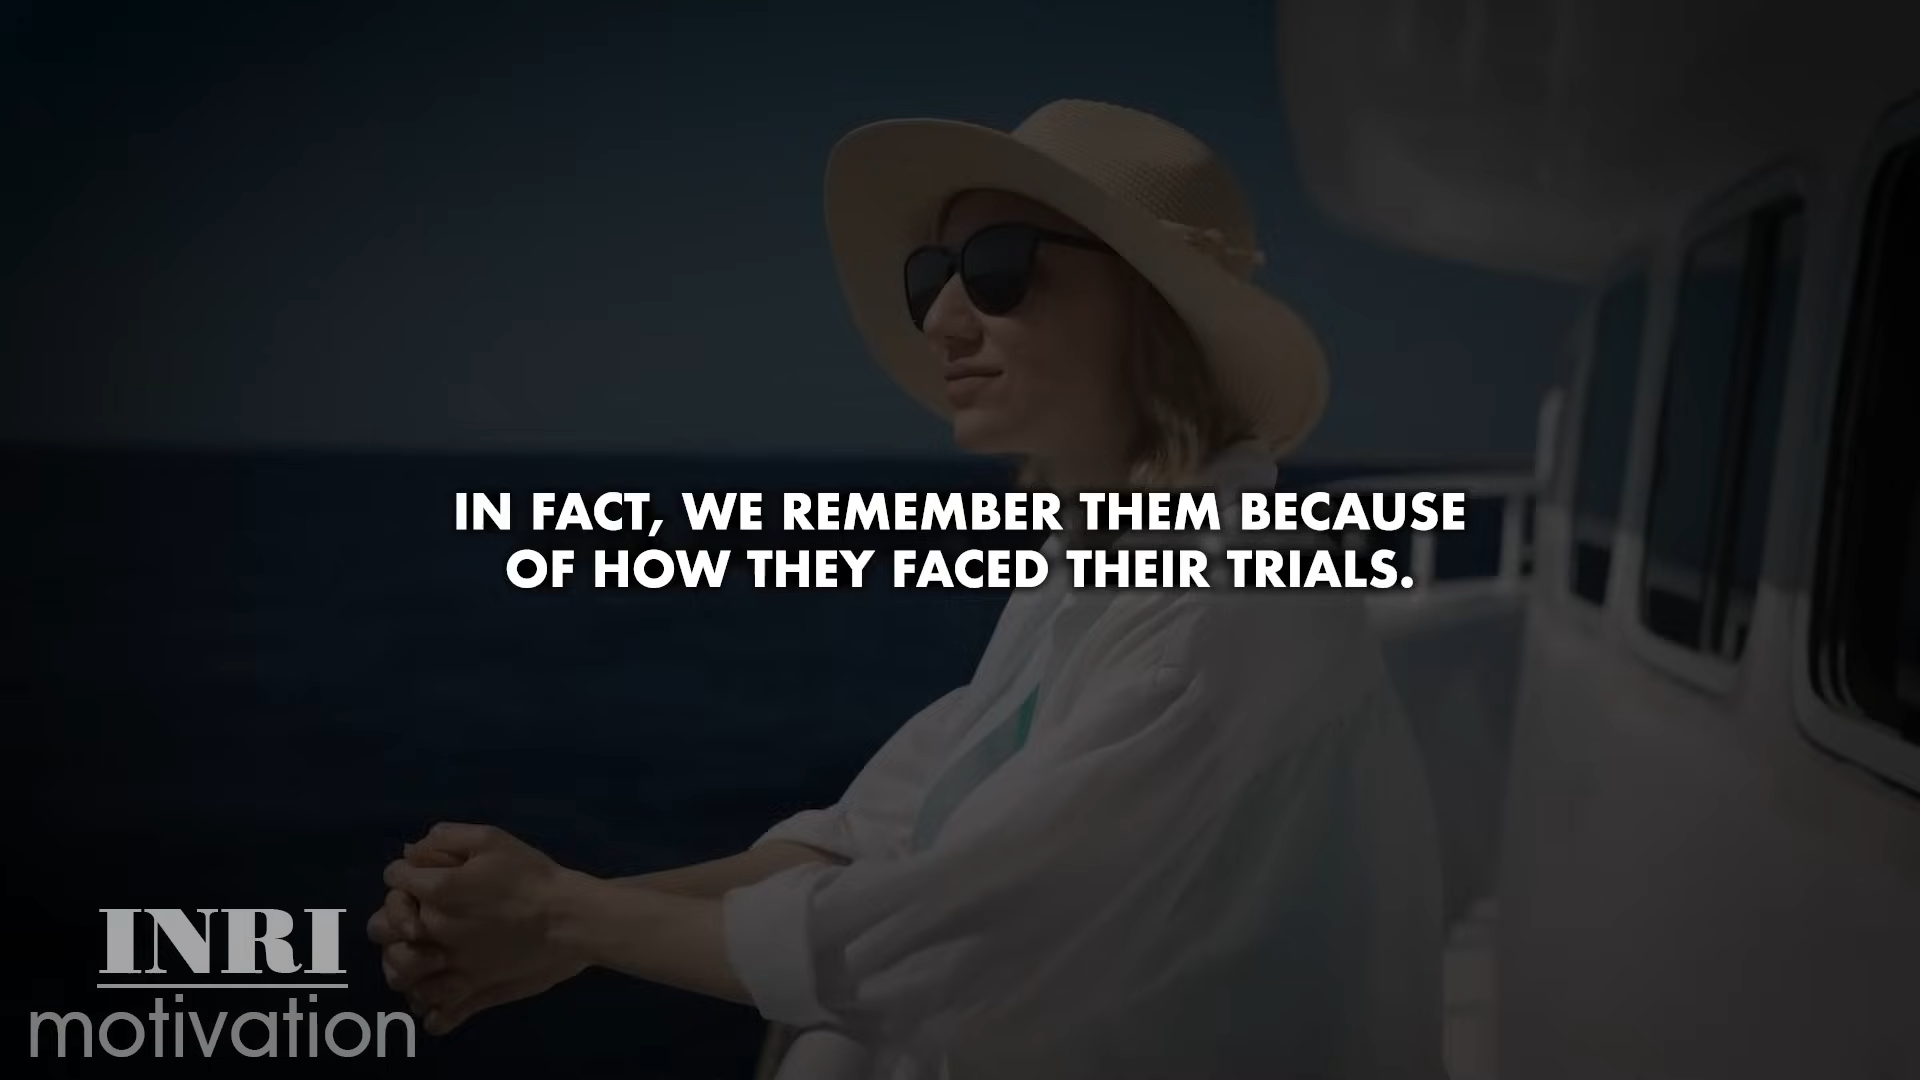 IN FACT, WE REMEMBER THEM BECAUSE
OF HOW THEY FACED THEIR TRIALS.
INRI
motivation